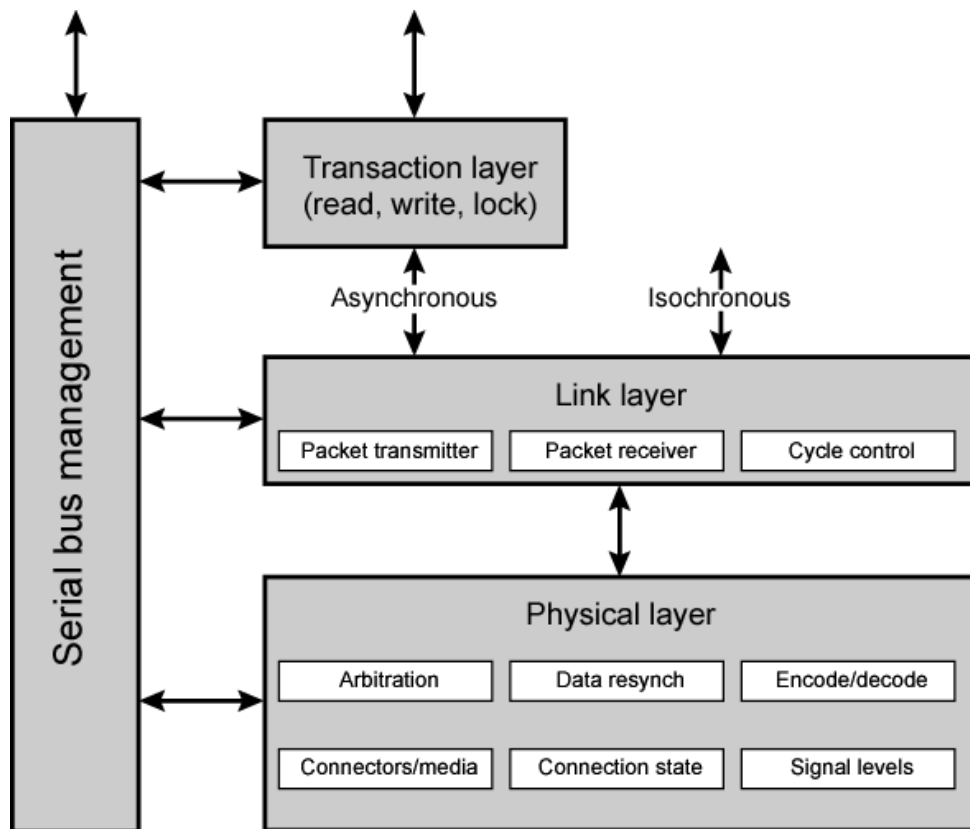 Serial bus management
Transaction layer
(read, write, lock)
Asynchronous
Isochronous
Link layer
Packet transmitter
Packet receiver
Cycle control
Physical layer
Arbitration
Data resynch
Encode/decode
Connectors/media
Connection state
Signal levels